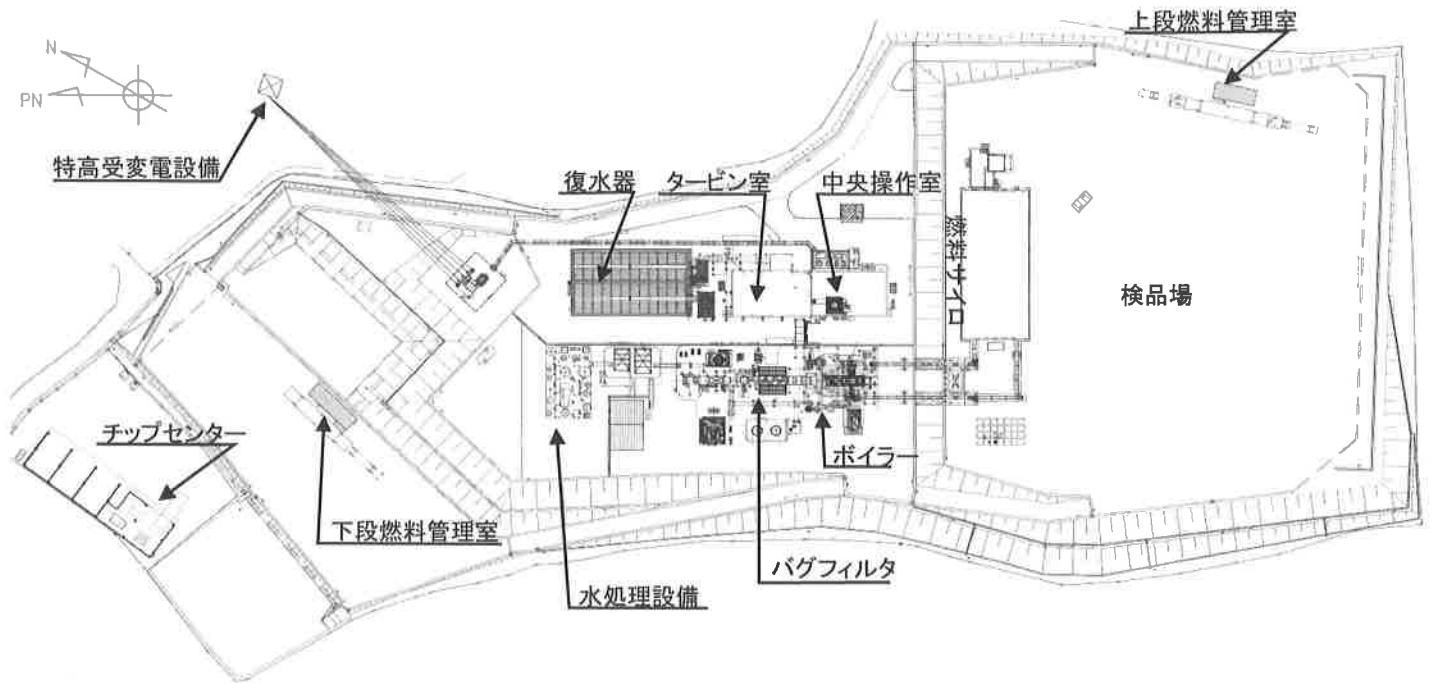 上段燃料管理室
N
PN
特高受変電設備
復水器
タービン室
中央操作室
燃料サイロ
検品場
チップセンター
ボイラー
下段燃料管理室
バグフィルタ
水処理設備